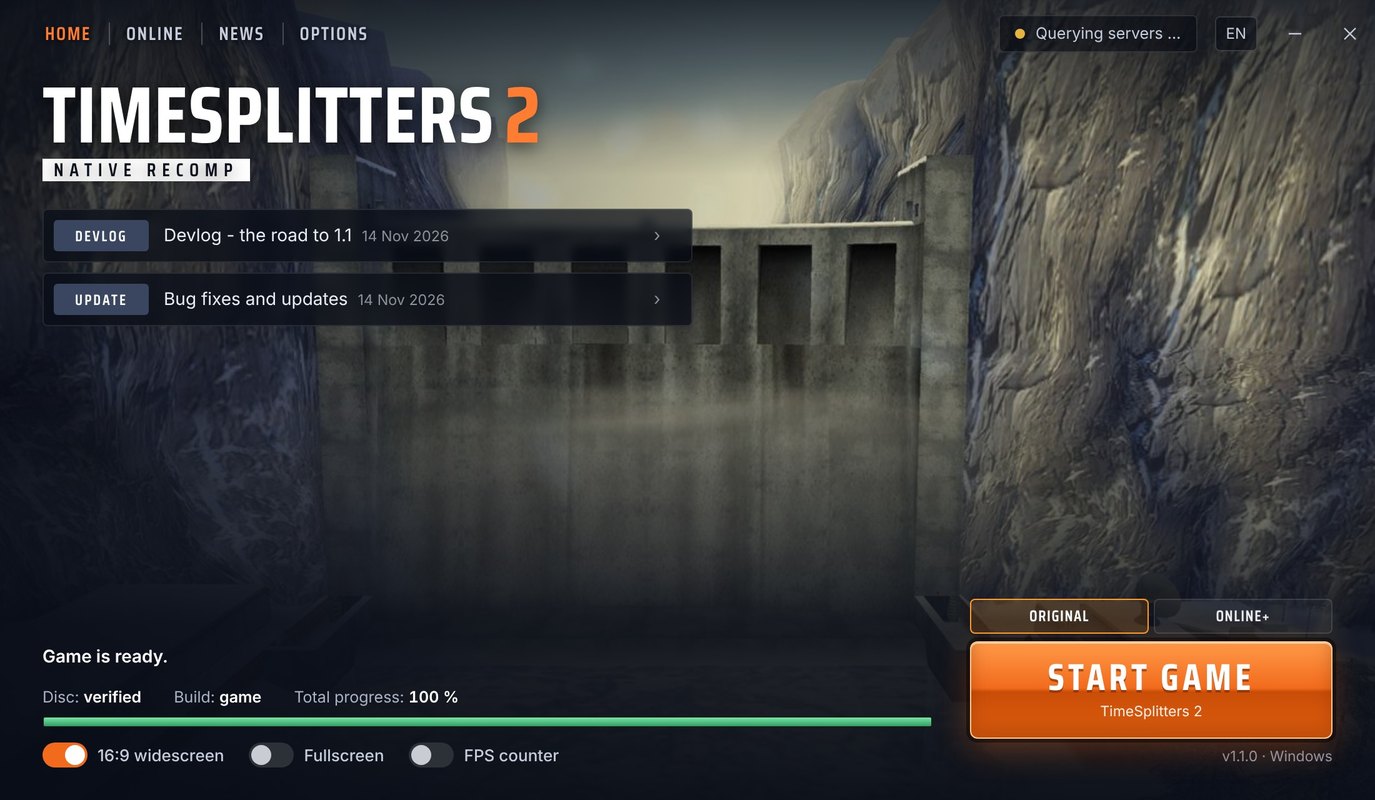 HOME ONLINE NEWS OPTIONS Querying servers ... EN
TIMESPLITTERS 2
NATIVE RECOMP
DEVLOG Devlog - the road to 1.1 14 Nov 2026
UPDATE Bug fixes and updates 14 Nov 2026
ORIGINAL ONLINE+
Game is ready.
START GAME
Disc: verified Build: game Total progress: 100 %
TimeSplitters 2
16:9 widescreen Fullscreen FPS counter
v1.1.0 · Windows